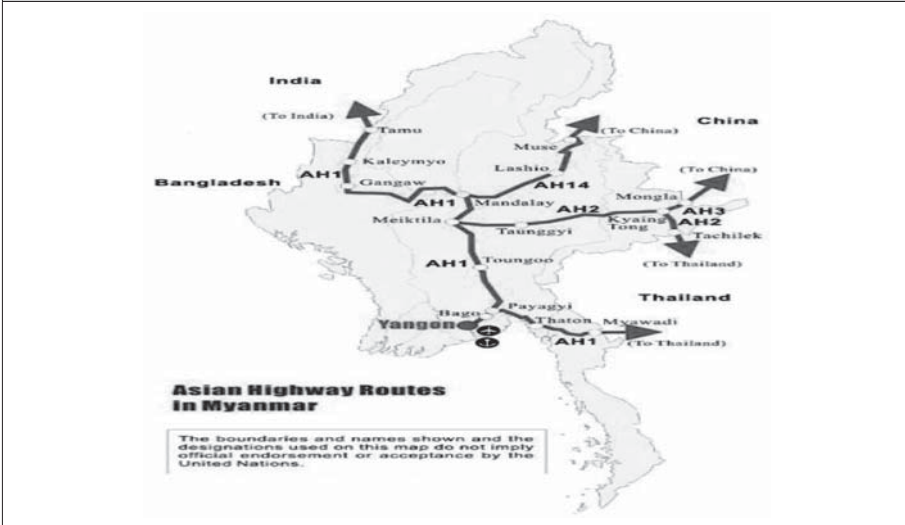 India
(To India)
Tamu
China
(To China)
Muse
Kaleymyo
Lashio
(To China)
Bangladesh
AH1
Gangaw
AH14
Mongla
AH1
Mandalay
AH2
AH3
Meiktila
Kyaing
Tong
AH2
Taunggyi
Tachilek
AH1
Toungoo
(To Thailand)
Thailand
Payagyi
Bago
Yangon
Thaton
Myawadi
AH1
(To Thailand)
Asian Highway Routes
in Myanmar
The boundaries and names shown and the
designations used on this map do not imply
official endorsement or acceptance by the
United Nations.